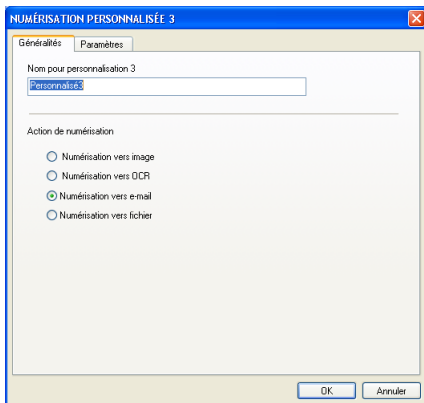 NUMÉRISATION PERSONNALISÉE 3
Généralités Paramètres
Nom pour personnalisation 3
Personnalisé3
Action de numérisation
Numérisation vers image
Numérisation vers OCR
Numérisation vers e-mail
Numérisation vers fichier
OK Annuler